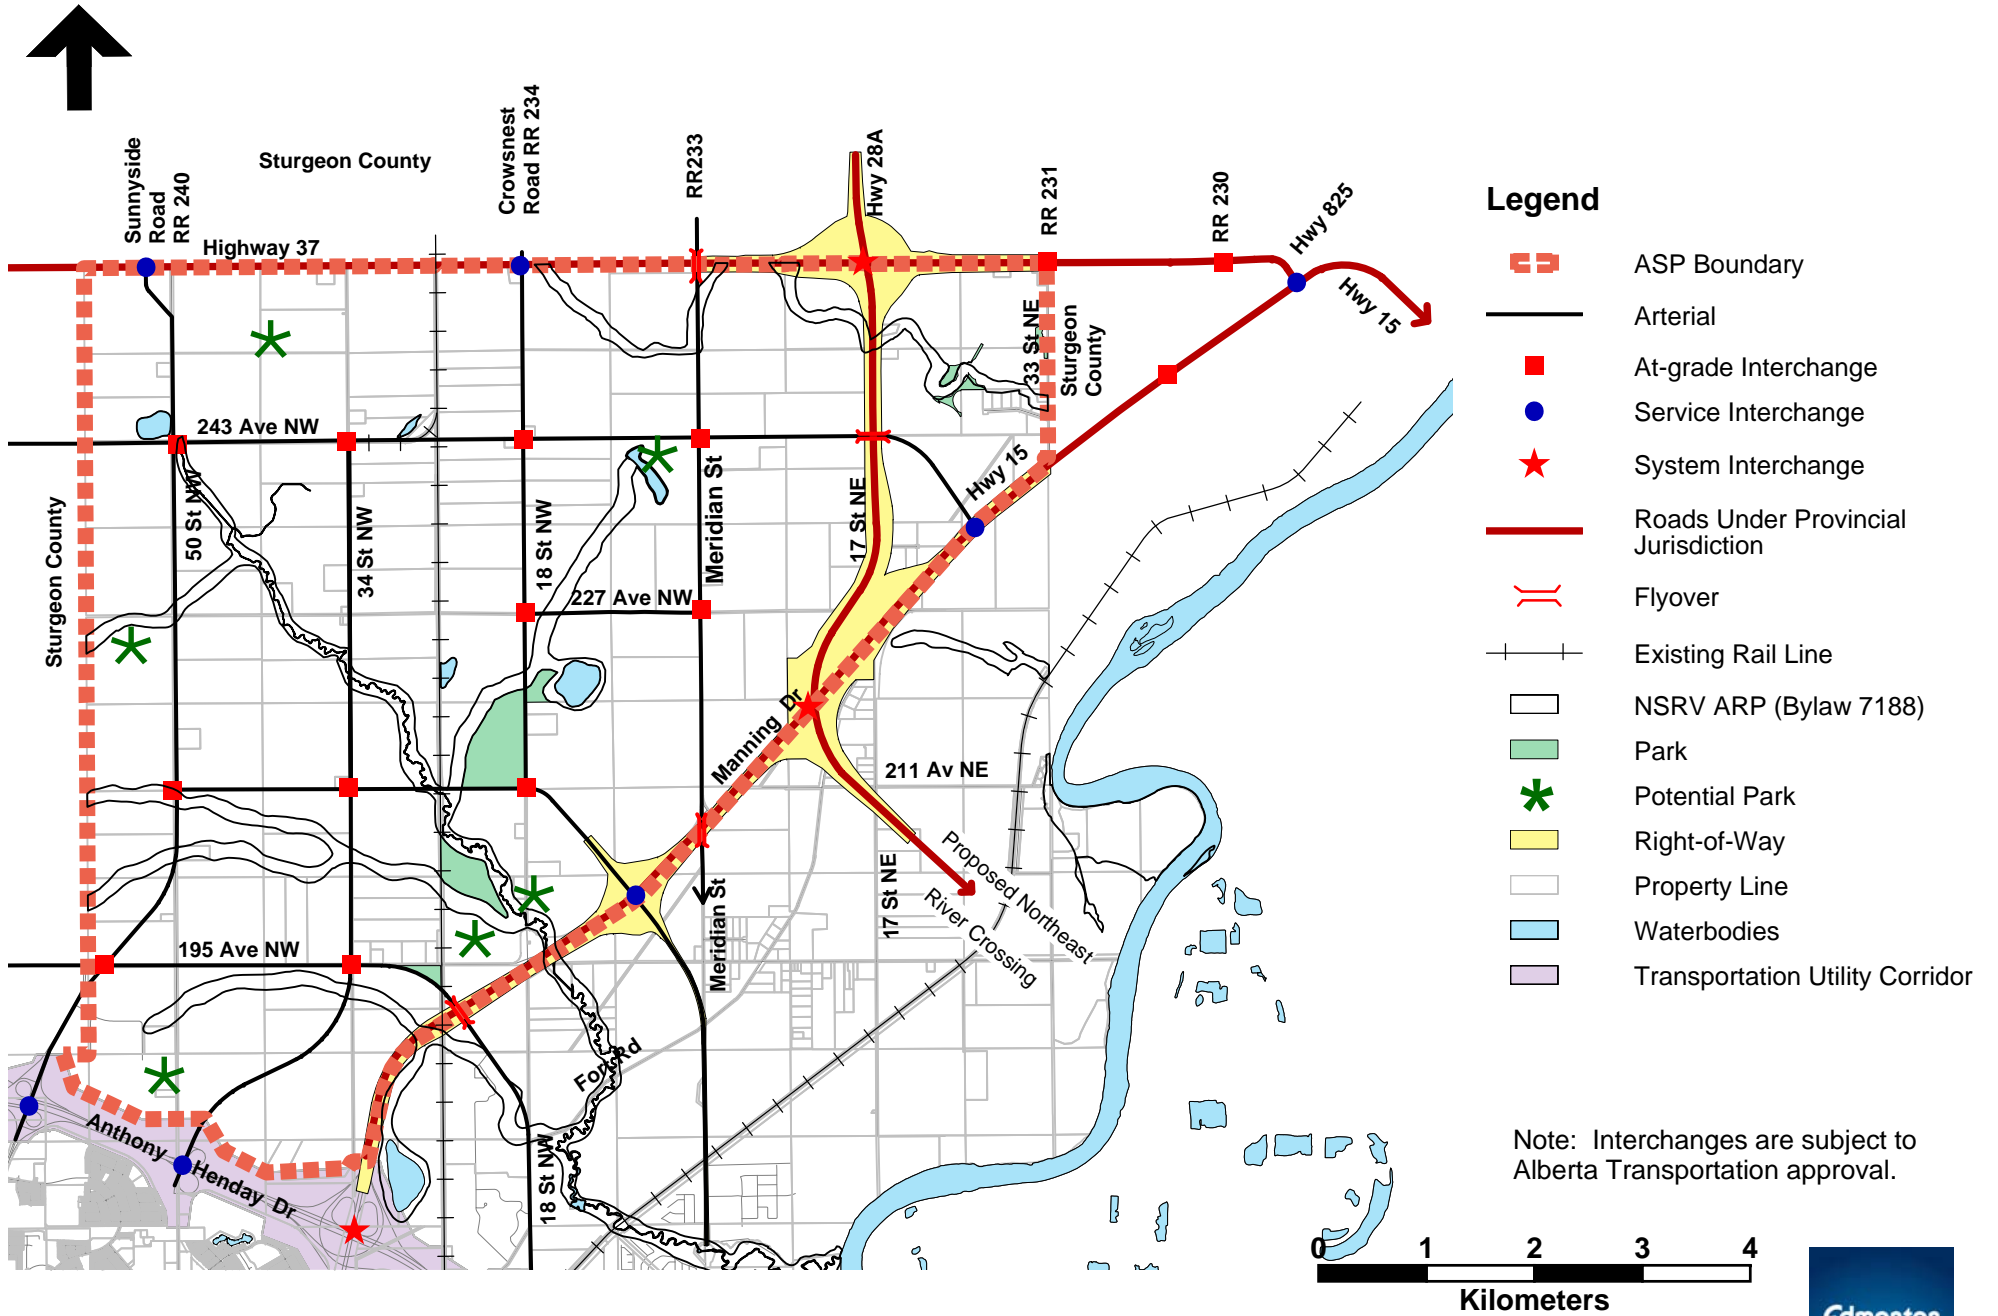 Sunnyside
Road
RR 240
Sturgeon County
Crowsnest
Road RR 234
RR233
Hwy 28A
RR 231
RR 230
Hwy 825
Highway 37
Hwy 15
33 St NE
Sturgeon
County
243 Ave NW
Hwy 15
Sturgeon County
50 St NW
34 St NW
18 St NW
Meridian St
17 St NE
227 Ave NW
Manning Dr
211 Av NE
Proposed Northeast
River Crossing
17 St NE
Meridian St
195 Ave NW
Fort Rd
18 St NW
Anthony Henday Dr
Legend
ASP Boundary
Arterial
At-grade Interchange
Service Interchange
System Interchange
Roads Under Provincial
Jurisdiction
Flyover
Existing Rail Line
NSRV ARP (Bylaw 7188)
Park
Potential Park
Right-of-Way
Property Line
Waterbodies
Transportation Utility Corridor
Note: Interchanges are subject to
Alberta Transportation approval.
0 1 2 3 4
Kilometers
Edmonton